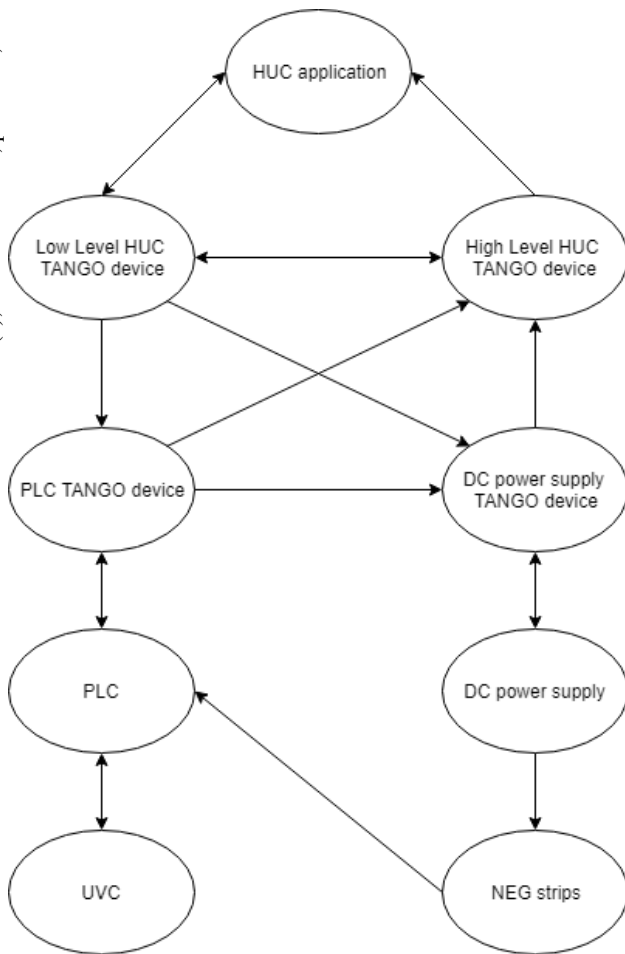 HUC application
Low Level HUC
TANGO device
High Level HUC
TANGO device
PLC TANGO device
DC power supply
TANGO device
PLC
DC power supply
UVC
NEG strips